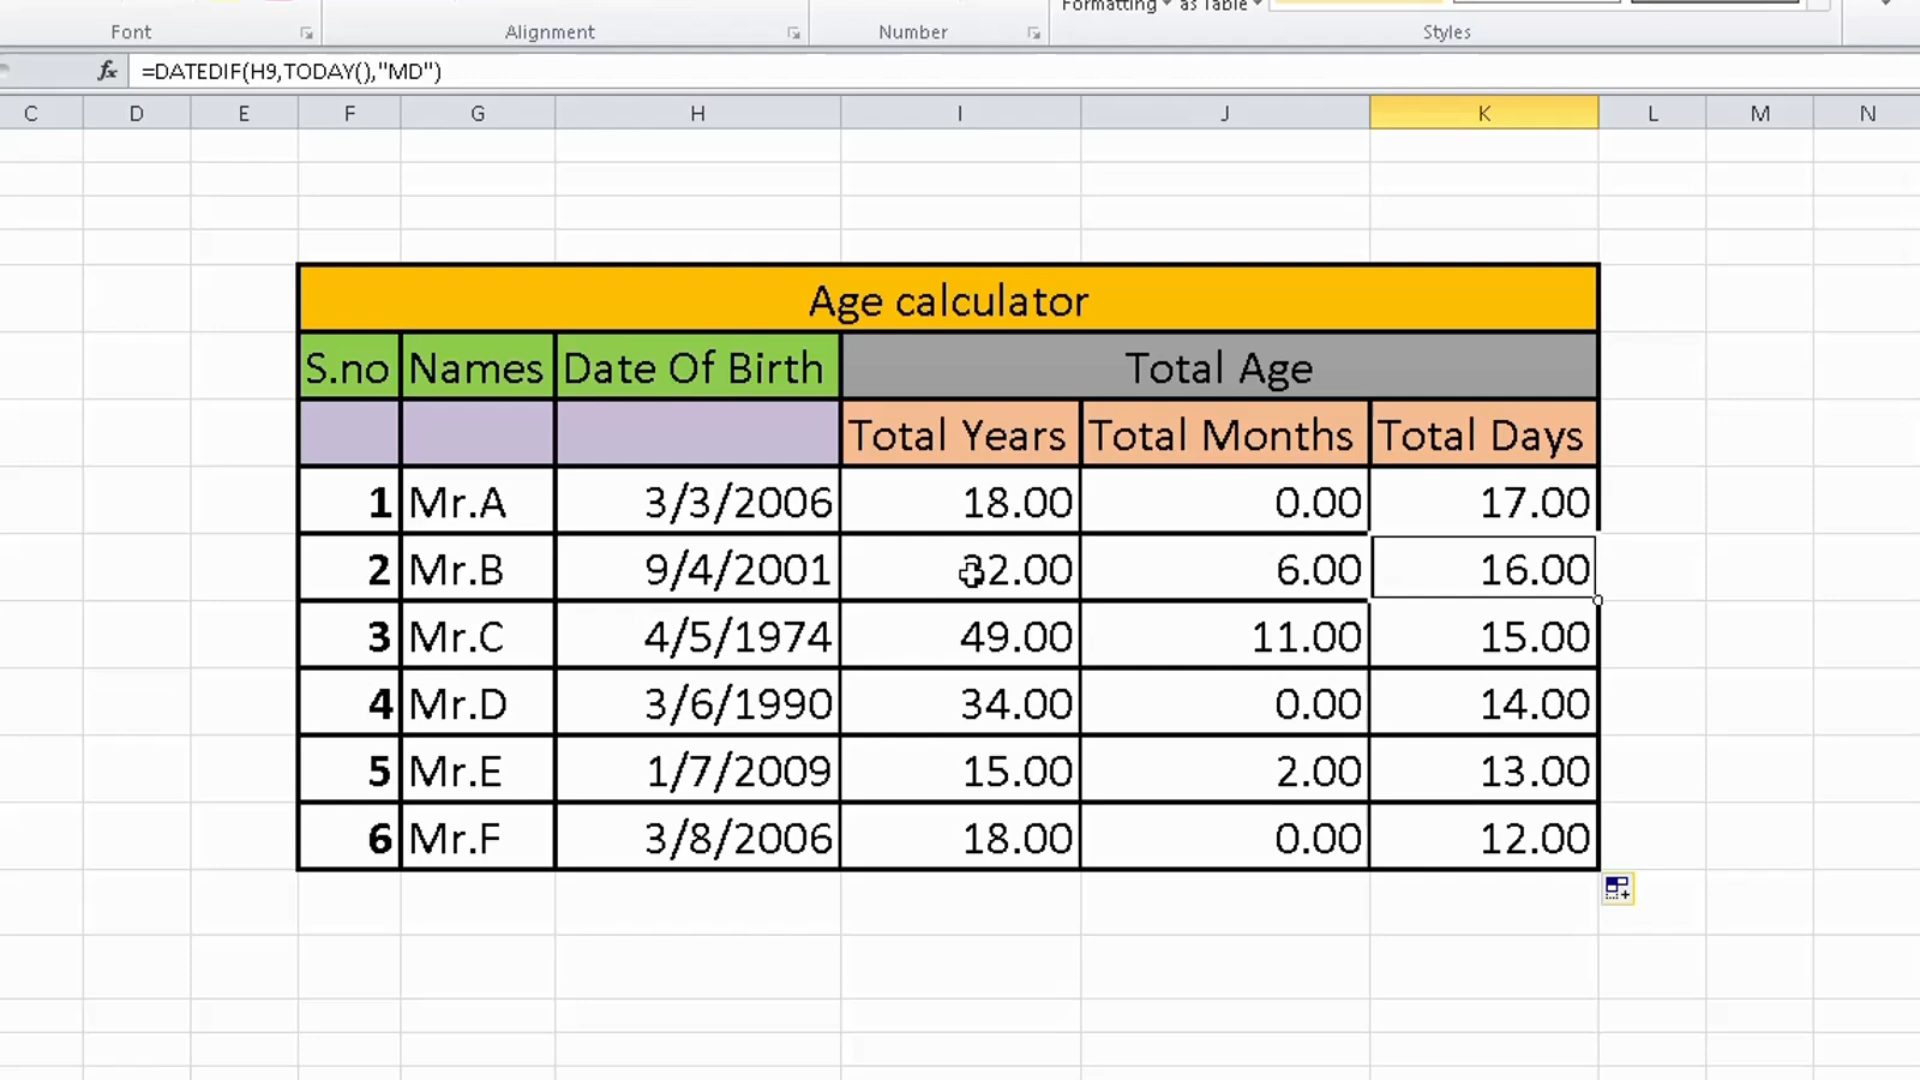 Formatting as Table
Font Alignment Number Styles
fx =DATEDIF(H9,TODAY(),"MD")
C D E F G H I J K L M N
Age calculator
S.no Names Date Of Birth Total Age
Total Years Total Months Total Days
1 Mr.A 3/3/2006 18.00 0.00 17.00
2 Mr.B 9/4/2001 6.00 16.00
3 Mr.C 4/5/1974 49.00 11.00 15.00
4 Mr.D 3/6/1990 34.00 0.00 14.00
5 Mr.E 1/7/2009 15.00 2.00 13.00
6 Mr.F 3/8/2006 18.00 0.00 12.00